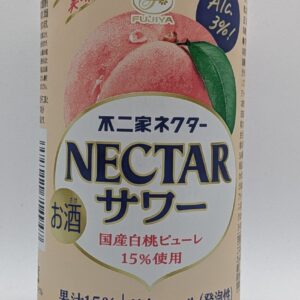 FUJIYA
Alc.
3%!
不二家ネクター
NECTAR
サワー
お酒
国産白桃ピューレ
15%使用